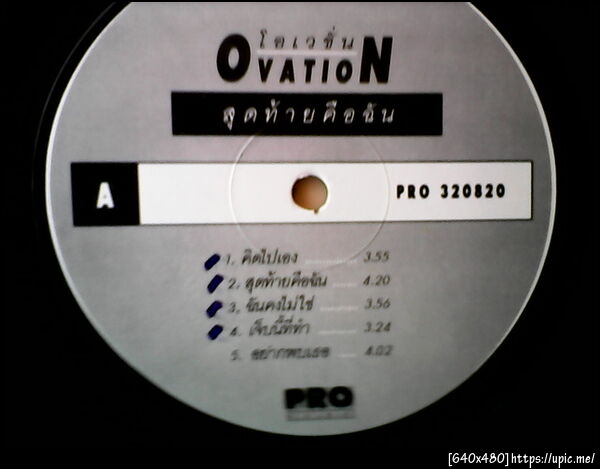 โอเวชั่น
OVATION
สุดท้ายคือฉัน
A PRO 320820
1. คิดไปเอง ............ 3.55
2. สุดท้ายคือฉัน ...... 4.20
3. ฉันคงไม่ใช่ ......... 3.56
4. เจ็บนี้ที่ทำ ......... 3.24
5. อยากพบเธอ ..... 4.02
PRO
[640x480]https://upic.me/